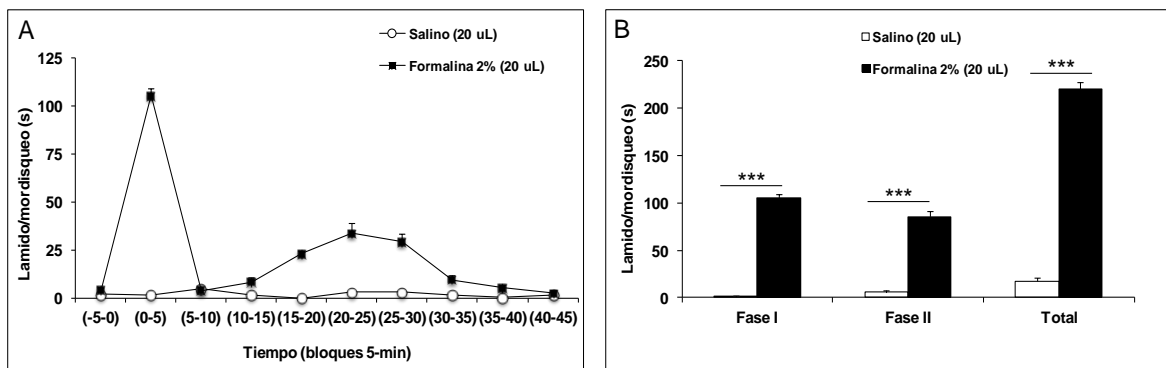 A
Salino (20 uL)
Formalina 2% (20 uL)
Lamido/mordisqueo (s)
125
100
75
50
25
0
(-5-0) (0-5) (5-10) (10-15) (15-20) (20-25) (25-30) (30-35) (35-40) (40-45)
Tiempo (bloques 5-min)
B
Salino (20 uL)
Formalina 2% (20 uL)
Lamido/mordisqueo (s)
250
200
150
100
50
0
***
***
***
Fase I Fase II Total